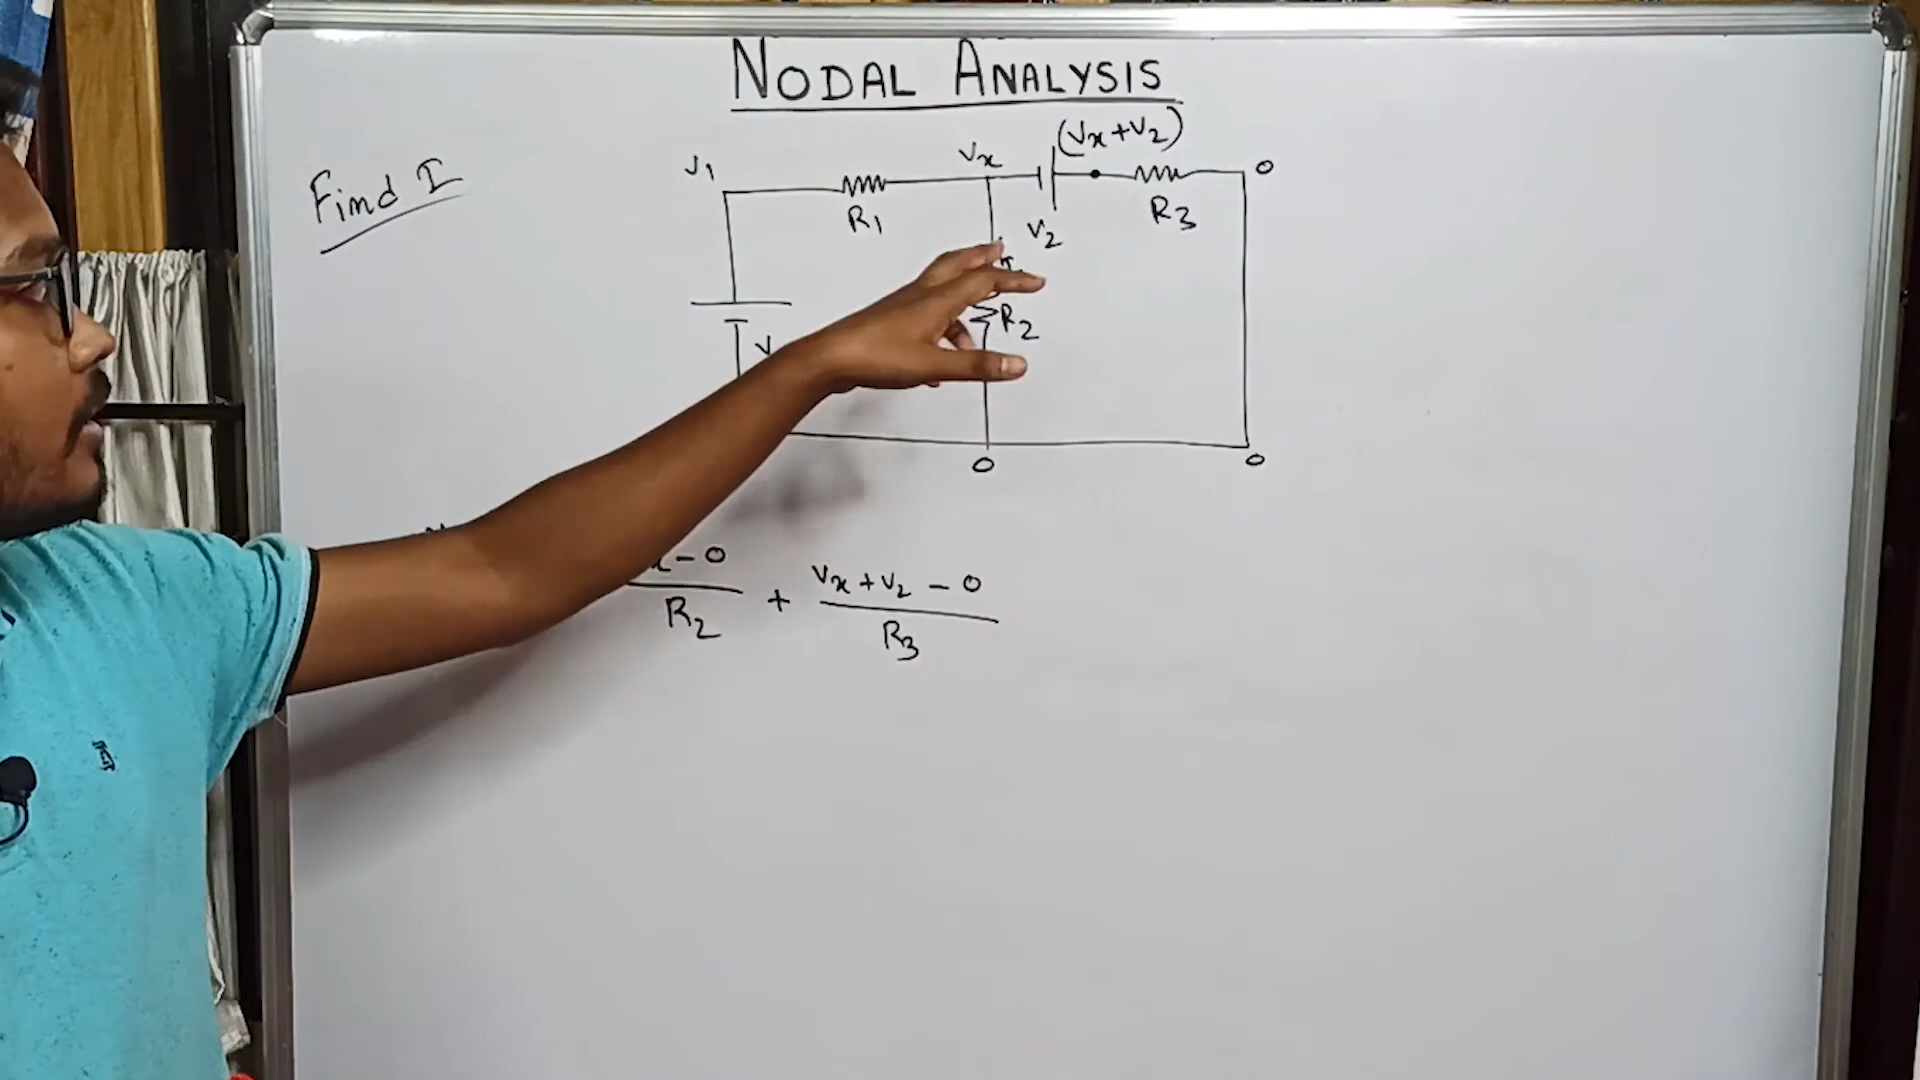 NODAL ANALYSIS
Find I
V1
R1
Vx
(Vx+V2)
V2
R3
0
R2
V
0
0
- 0
R2
+
Vx + V2 - 0
R3